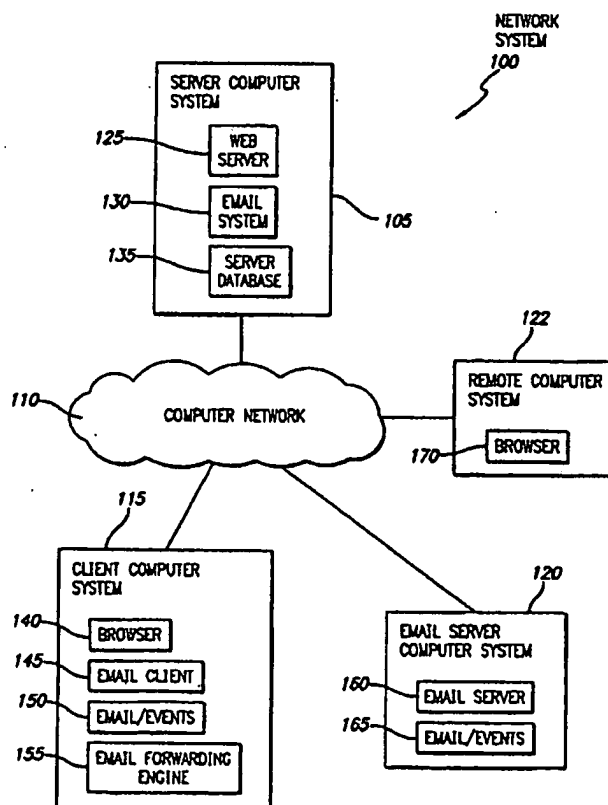 NETWORK
SYSTEM
100
SERVER COMPUTER
SYSTEM
125
WEB
SERVER
130
EMAIL
SYSTEM
105
135
SERVER
DATABASE
122
110
COMPUTER NETWORK
REMOTE COMPUTER
SYSTEM
170
BROWSER
115
CLIENT COMPUTER
SYSTEM
120
140
BROWSER
EMAIL SERVER
COMPUTER SYSTEM
145
EMAIL CLIENT
160
EMAIL SERVER
150
EMAIL/EVENTS
165
EMAIL/EVENTS
155
EMAIL FORWARDING
ENGINE